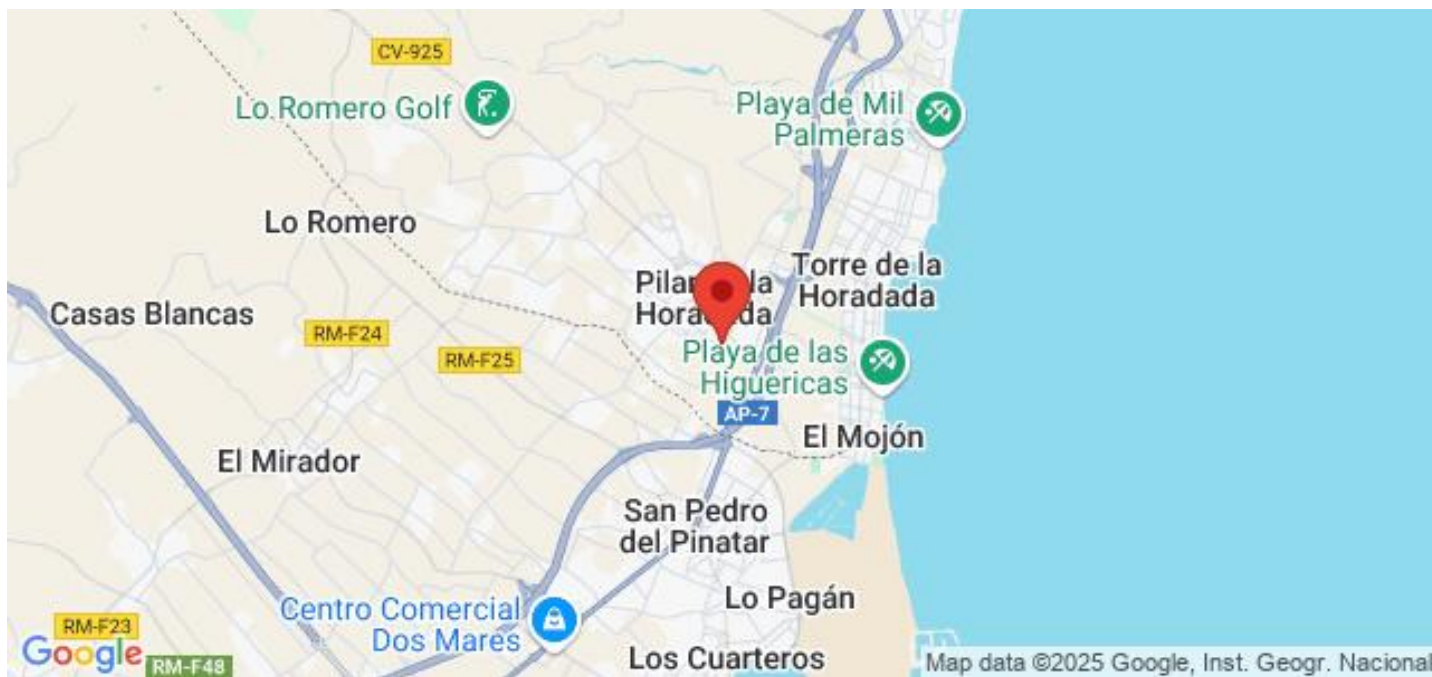 CV-925
Lo Romero Golf
Playa de Mil
Palmeras
Lo Romero
Torre de la
Horadada
Casas Blancas
RM-F24
RM-F25
Playa de las
Higuericas
AP-7
El Mojón
El Mirador
San Pedro
del Pinatar
Lo Pagán
Centro Comercial
Dos Mares
RM-F23
Google
RM-F48
Los Cuarteros
Map data ©2025 Google, Inst. Geogr. Nacional